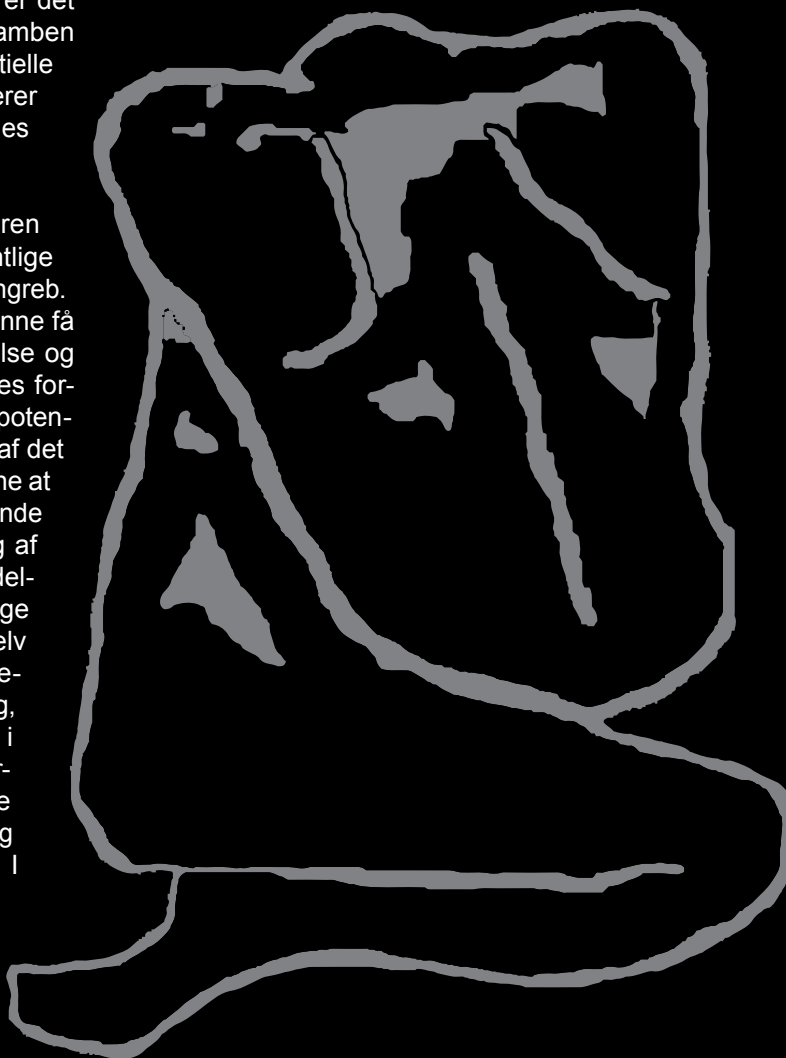 er det
amben
tielle
erer
es
ren
tlige
ngreb.
nne få
lse og
es for-
poten-
af det
ne at
nde
g af
del-
ge
elv
e-
g,
i
r-
e
g
I